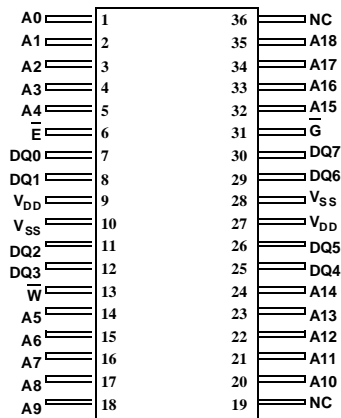 A0 1 36 NC
A1 2 35 A18
A2 3 34 A17
A3 4 33 A16
A4 5 32 A15
E̅ 6 31 G̅
DQ0 7 30 DQ7
DQ1 8 29 DQ6
VDD 9 28 VSS
VSS 10 27 VDD
DQ2 11 26 DQ5
DQ3 12 25 DQ4
W̅ 13 24 A14
A5 14 23 A13
A6 15 22 A12
A7 16 21 A11
A8 17 20 A10
A9 18 19 NC